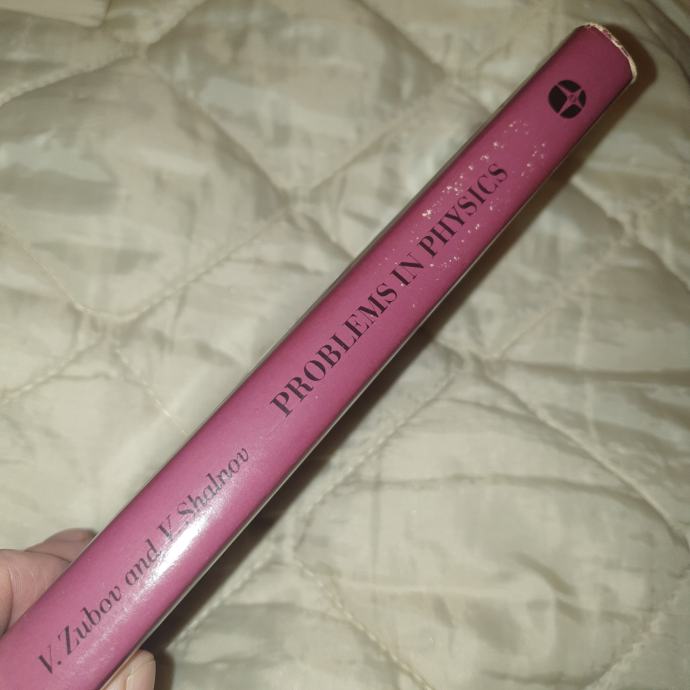 V. Zubov and V. Shalnov
PROBLEMS IN PHYSICS